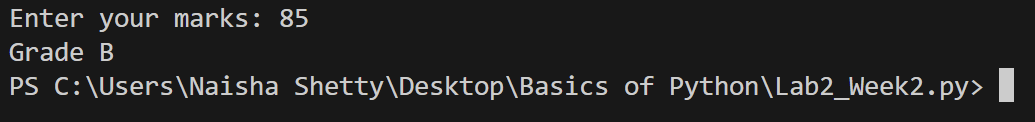 Enter your marks: 85
Grade B
PS C:\Users\Naisha Shetty\Desktop\Basics of Python\Lab2_Week2.py>